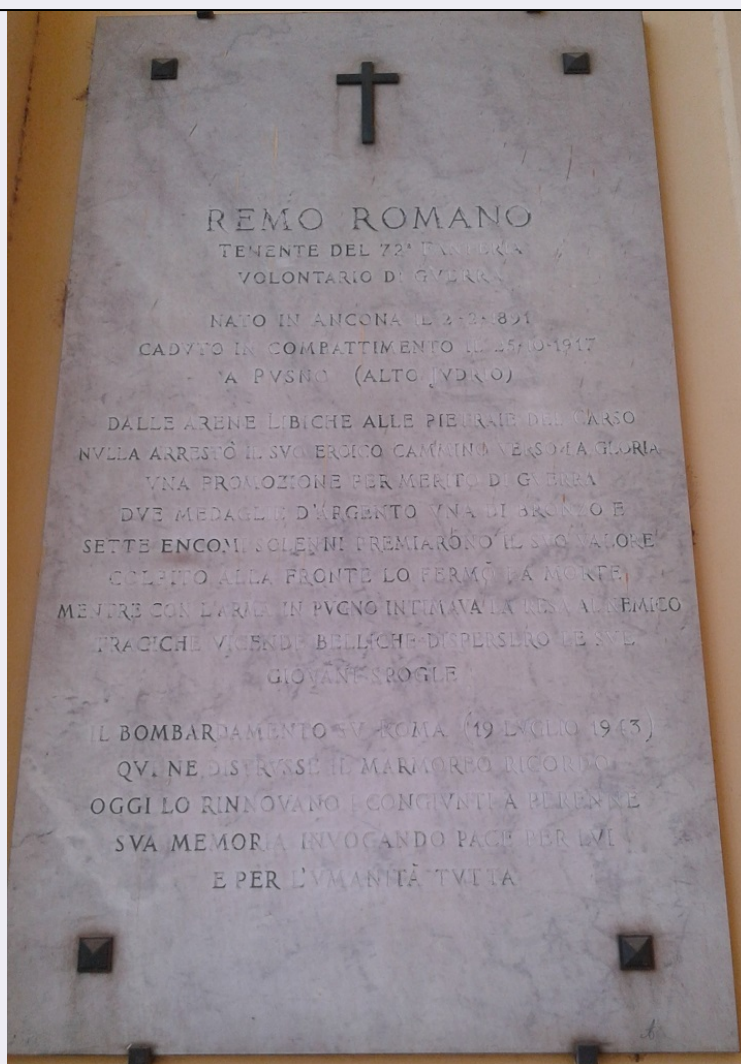 REMO ROMANO
TENENTE DEL 72° FANTERIA
VOLONTARIO DI GVERRA
NATO IN ANCONA IL 2-2-1891
CADVTO IN COMBATTIMENTO IL 25-10-1917
A PVSNO (ALTO JVDRIO)
DALLE ARENE LIBICHE ALLE PIETRAIE DEL CARSO
NVLLA ARRESTÒ IL SVO EROICO CAMMINO VERSO LA GLORIA
VNA PROMOZIONE PER MERITO DI GVERRA
DVE MEDAGLIE D'ARGENTO VNA DI BRONZO E
SETTE ENCOMI SOLENNI PREMIARONO IL SVO VALORE
COLPITO ALLA FRONTE LO FERMÒ LA MORTE
MENTRE CON L'ARMA IN PVGNO INTIMAVA LA RESA AL NEMICO
TRAGICHE VICENDE BELLICHE DISPERSERO LE SVE
GIOVANI SPOGLE
IL BOMBARDAMENTO SV ROMA (19 LVGLIO 1943)
QVI NE DISTRVSSE IL MARMOREO RICORDO
OGGI LO RINNOVANO I CONGIVNTI A PERENNE
SVA MEMORIA INVOCANDO PACE PER LVI
E PER L'VMANITÀ TVTTA